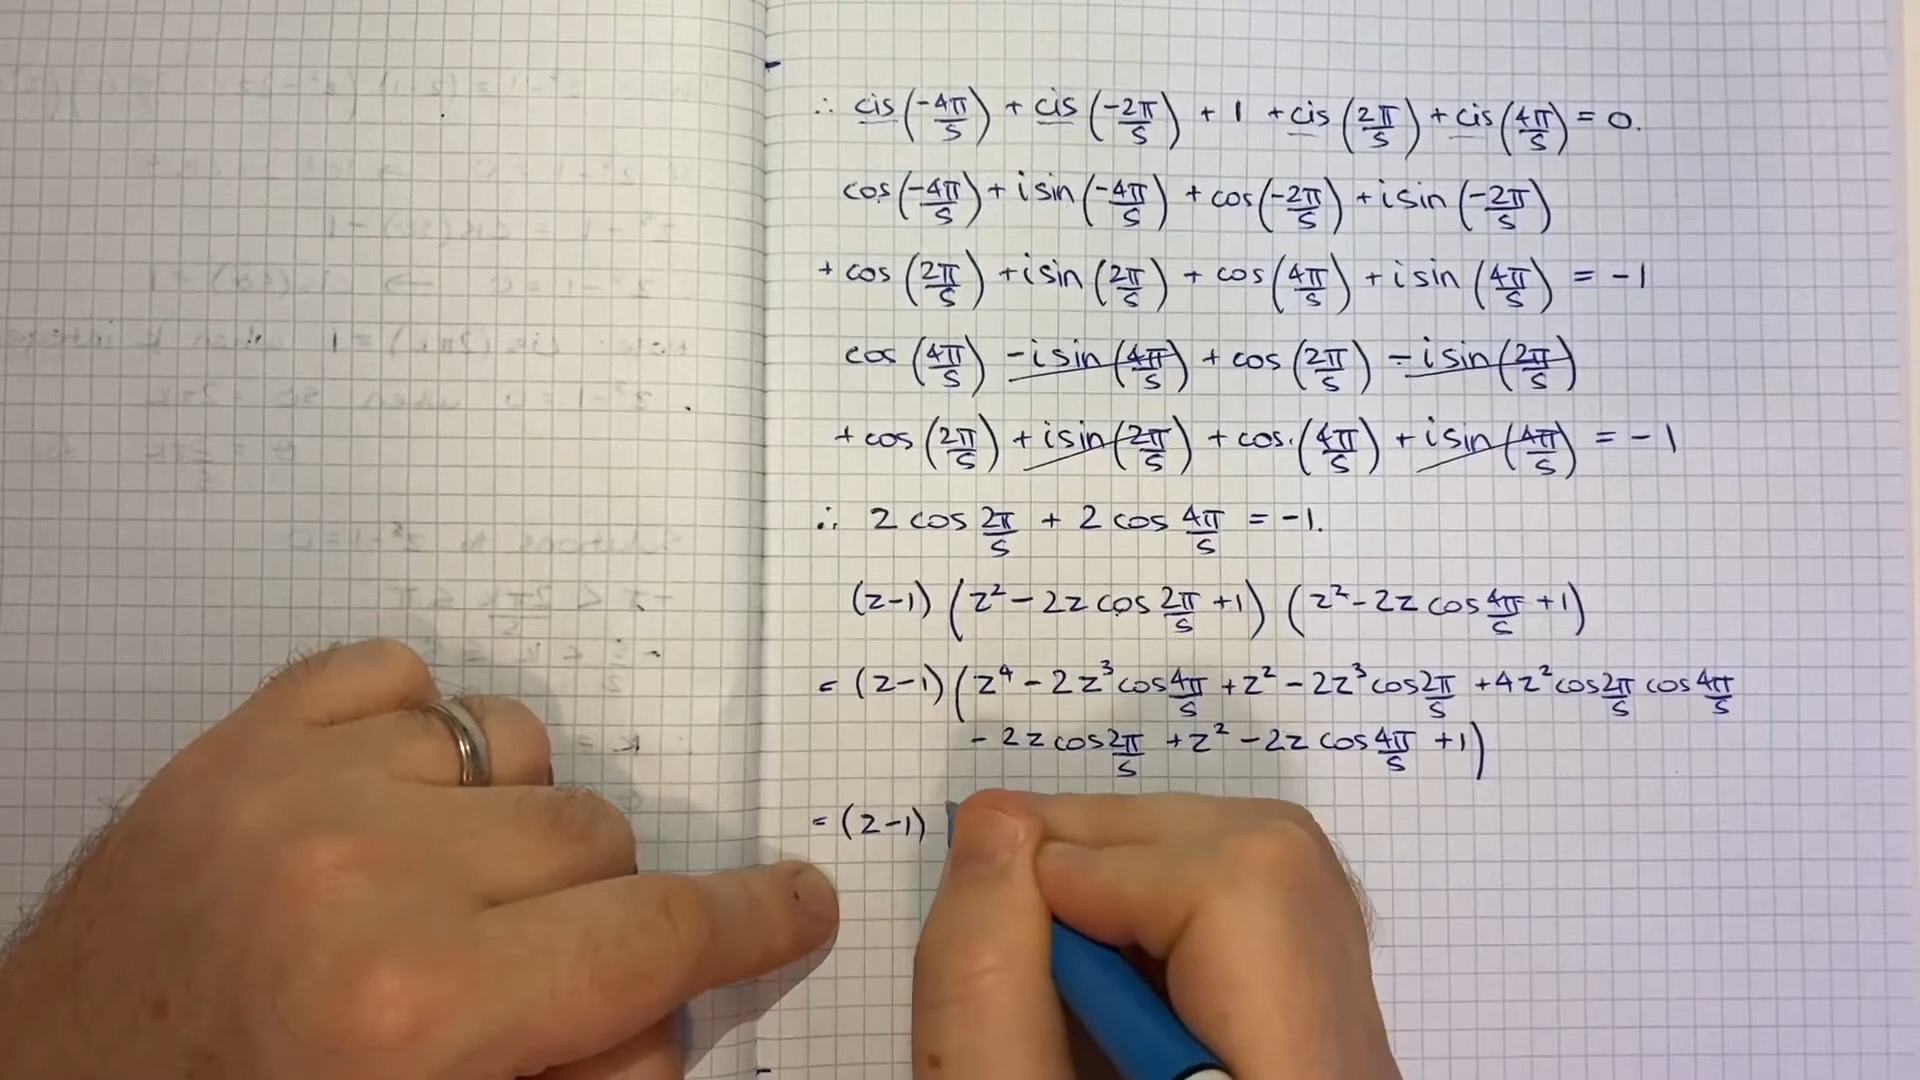 ∴ cis(-4π/5) + cis(-2π/5) + 1 + cis(2π/5) + cis(4π/5) = 0.
cos(-4π/5) + i sin(-4π/5) + cos(-2π/5) + i sin(-2π/5)
+ cos(2π/5) + i sin(2π/5) + cos(4π/5) + i sin(4π/5) = -1
cos(4π/5) - i sin(4π/5) + cos(2π/5) - i sin(2π/5)
+ cos(2π/5) + i sin(2π/5) + cos(4π/5) + i sin(4π/5) = -1
∴ 2 cos 2π/5 + 2 cos 4π/5 = -1.
(z-1) (z² - 2z cos 2π/5 + 1) (z² - 2z cos 4π/5 + 1)
= (z-1) (z⁴ - 2z³ cos 4π/5 + z² - 2z³ cos 2π/5 + 4z² cos 2π/5 cos 4π/5
- 2z cos 2π/5 + z² - 2z cos 4π/5 + 1)
= (z-1)